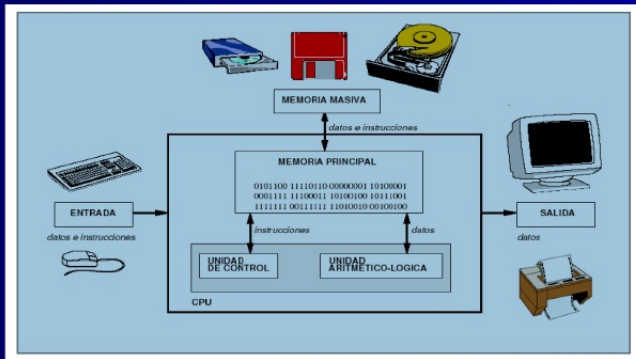 MEMORIA MASIVA
datos e instrucciones
MEMORIA PRINCIPAL
0101100 11110110 00000001 10100001
0001111 11100011 10100100 10111001
1111111 00111111 11010010 00100100
ENTRADA
datos e instrucciones
SALIDA
datos
instrucciones
datos
UNIDAD
DE CONTROL
UNIDAD
ARITMETICO-LOGICA
CPU